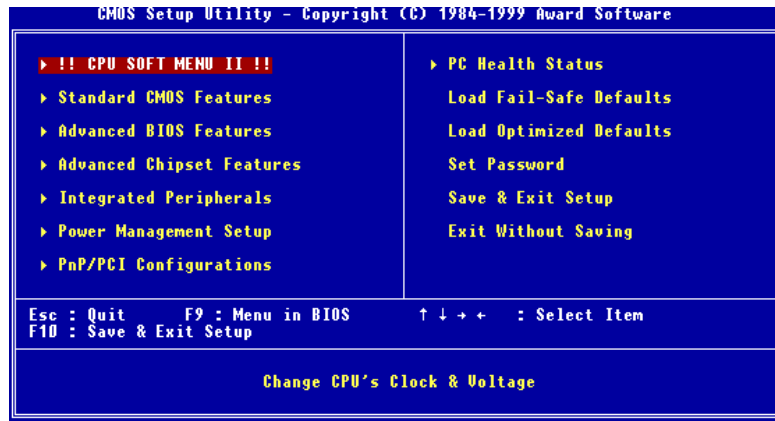 CMOS Setup Utility - Copyright (C) 1984-1999 Award Software
!! CPU SOFT MENU II !!
Standard CMOS Features
Advanced BIOS Features
Advanced Chipset Features
Integrated Peripherals
Power Management Setup
PnP/PCI Configurations
PC Health Status
Load Fail-Safe Defaults
Load Optimized Defaults
Set Password
Save & Exit Setup
Exit Without Saving
Esc : Quit F9 : Menu in BIOS ↑ ↓ → ← : Select Item
F10 : Save & Exit Setup
Change CPU's Clock & Voltage